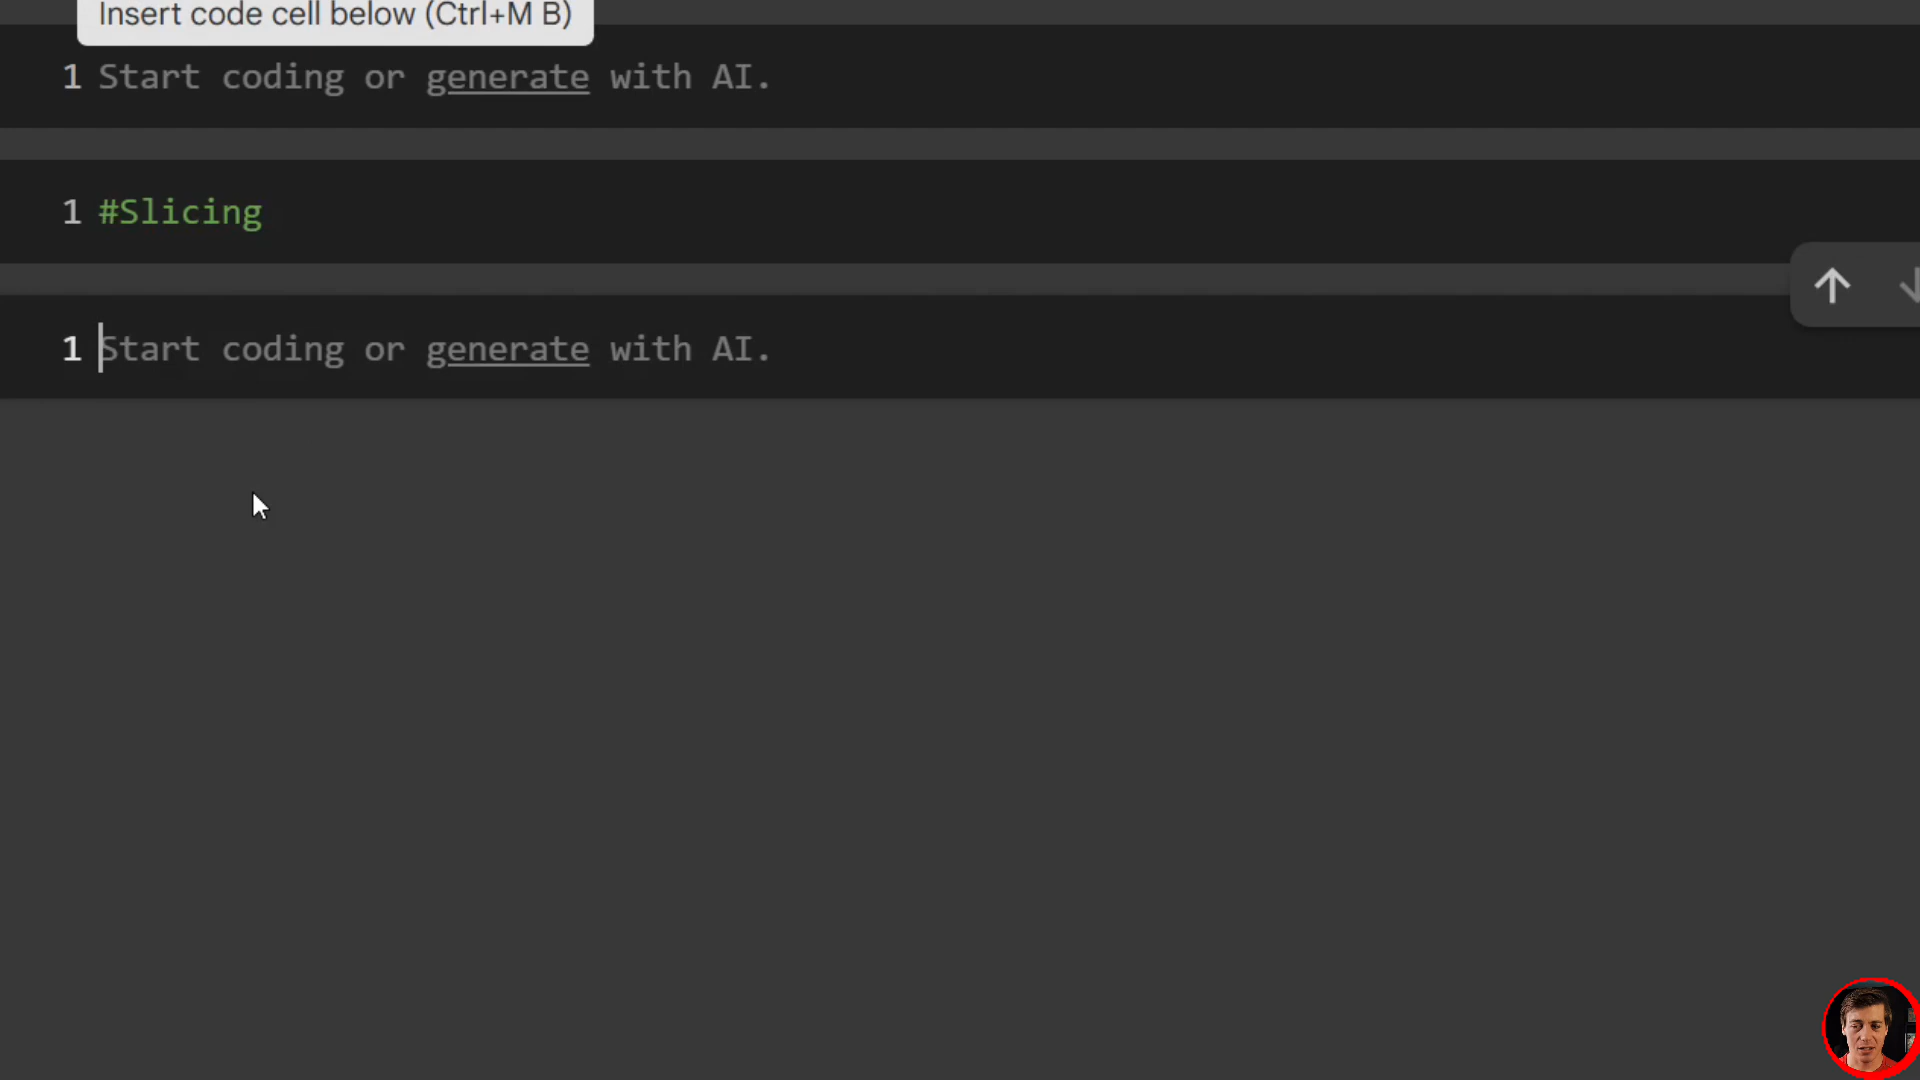 Insert code cell below (Ctrl+M B)
1 Start coding or generate with AI.
1 #Slicing
1 Start coding or generate with AI.